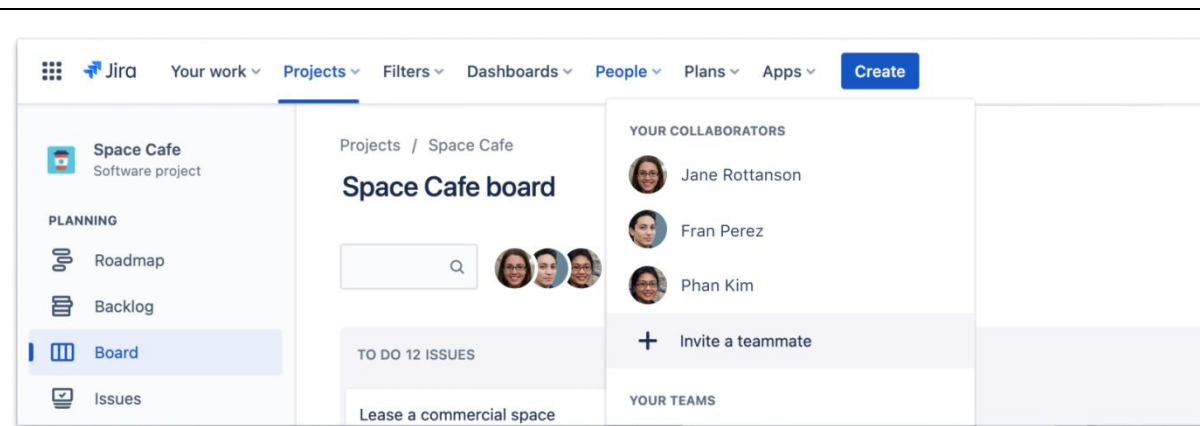 Jira Your work Projects Filters Dashboards People Plans Apps Create
Space Cafe
Software project
PLANNING
Roadmap
Backlog
Board
Issues
Projects / Space Cafe
Space Cafe board
TO DO 12 ISSUES
Lease a commercial space
YOUR COLLABORATORS
Jane Rottanson
Fran Perez
Phan Kim
+ Invite a teammate
YOUR TEAMS